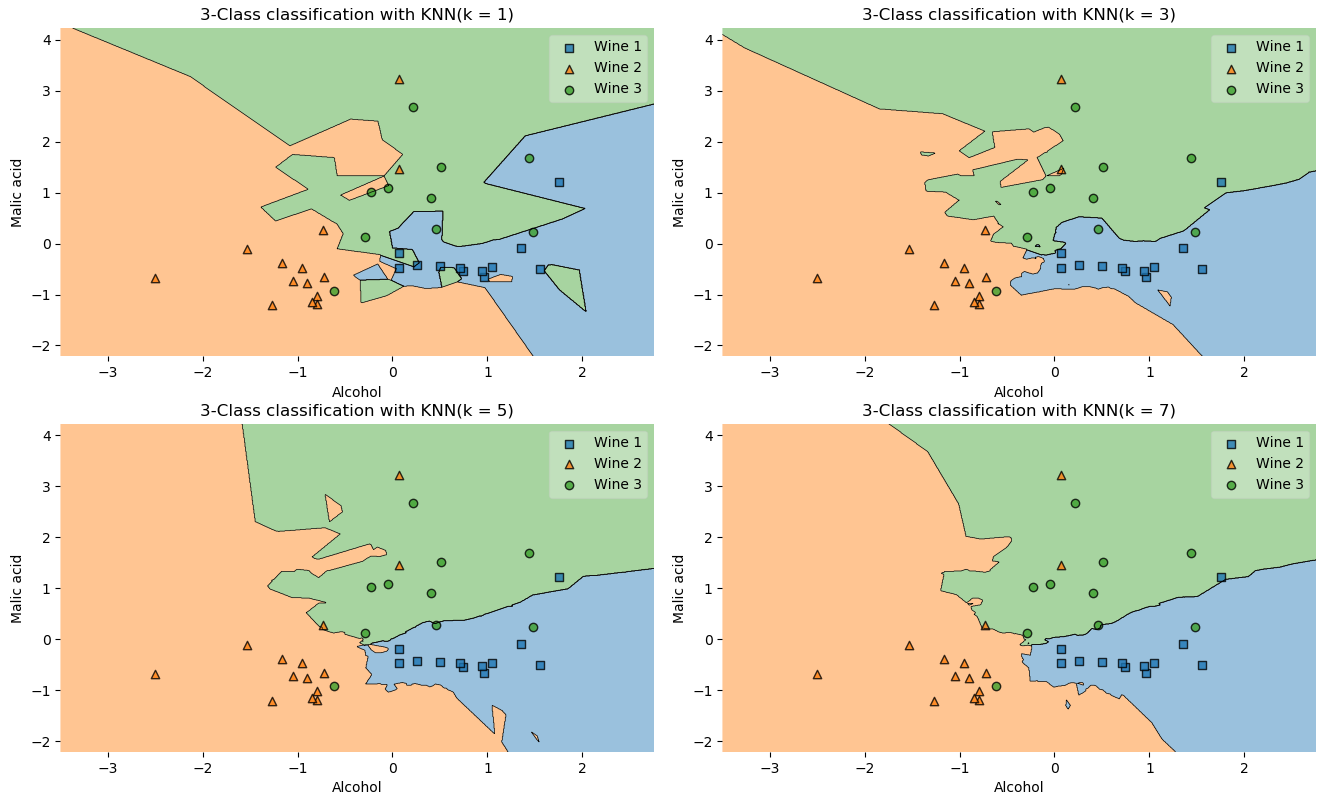 3-Class classification with KNN(k = 1)
4
3
2
1
0
−1
−2
Malic acid
−3 −2 −1 0 1 2
Alcohol
Wine 1
Wine 2
Wine 3
3-Class classification with KNN(k = 3)
4
3
2
1
0
−1
−2
Malic acid
−3 −2 −1 0 1 2
Alcohol
Wine 1
Wine 2
Wine 3
3-Class classification with KNN(k = 5)
4
3
2
1
0
−1
−2
Malic acid
−3 −2 −1 0 1 2
Alcohol
Wine 1
Wine 2
Wine 3
3-Class classification with KNN(k = 7)
4
3
2
1
0
−1
−2
Malic acid
−3 −2 −1 0 1 2
Alcohol
Wine 1
Wine 2
Wine 3